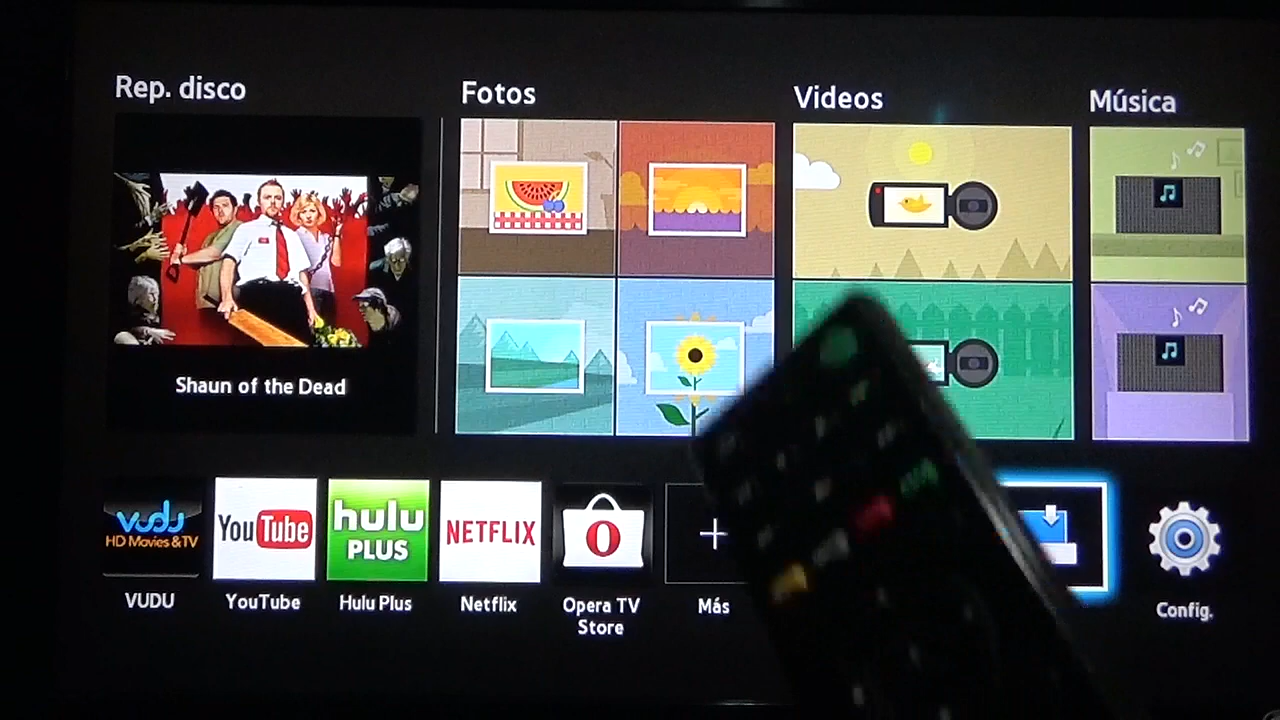 Rep. disco
Fotos
Videos
Música
Shaun of the Dead
vudu
HD Movies & TV
YouTube
hulu
PLUS
NETFLIX
VUDU
YouTube
Hulu Plus
Netflix
Opera TV
Store
Más
Config.